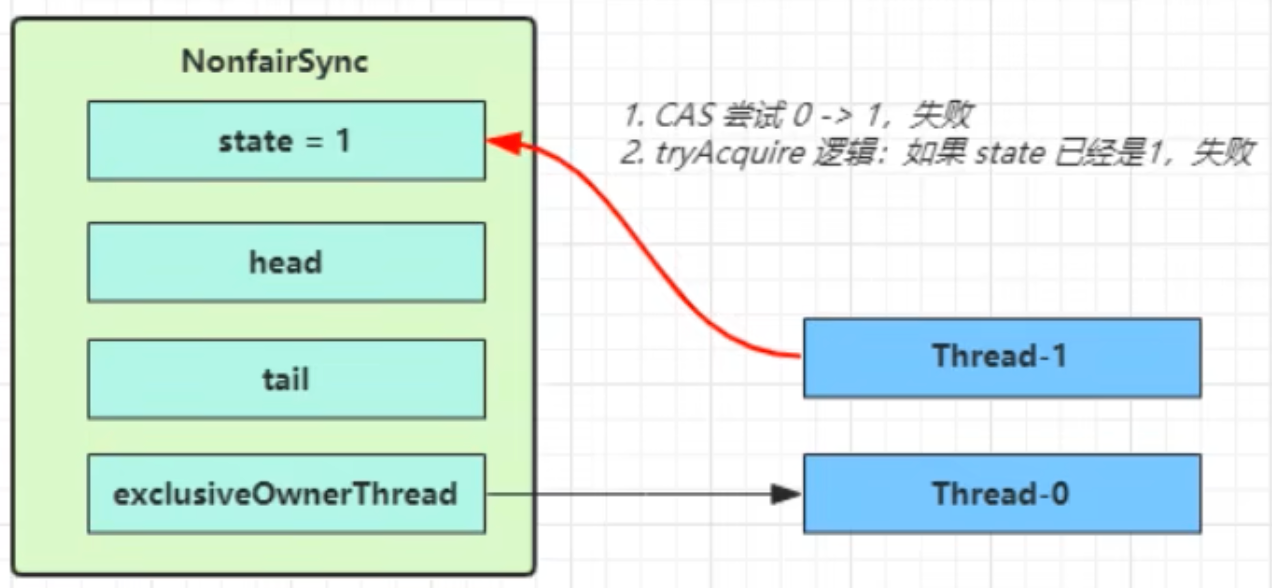 NonfairSync
state = 1
1. CAS 尝试 0 -> 1，失败
2. tryAcquire 逻辑：如果 state 已经是1，失败
head
tail
Thread-1
exclusiveOwnerThread
Thread-0